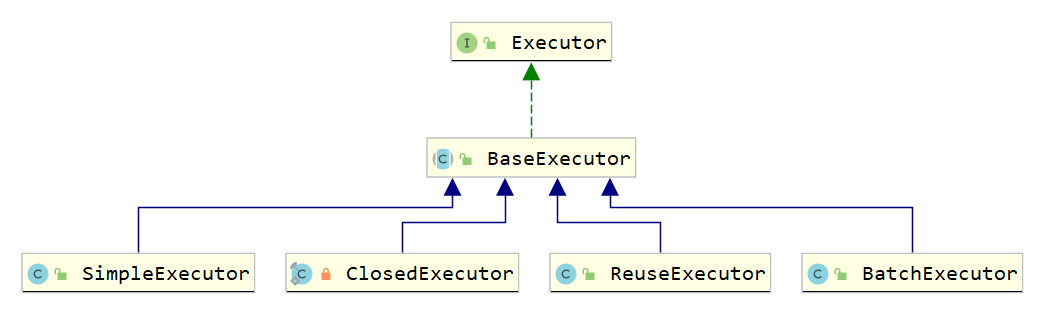 I Executor
C BaseExecutor
C SimpleExecutor
C ClosedExecutor
C ReuseExecutor
C BatchExecutor